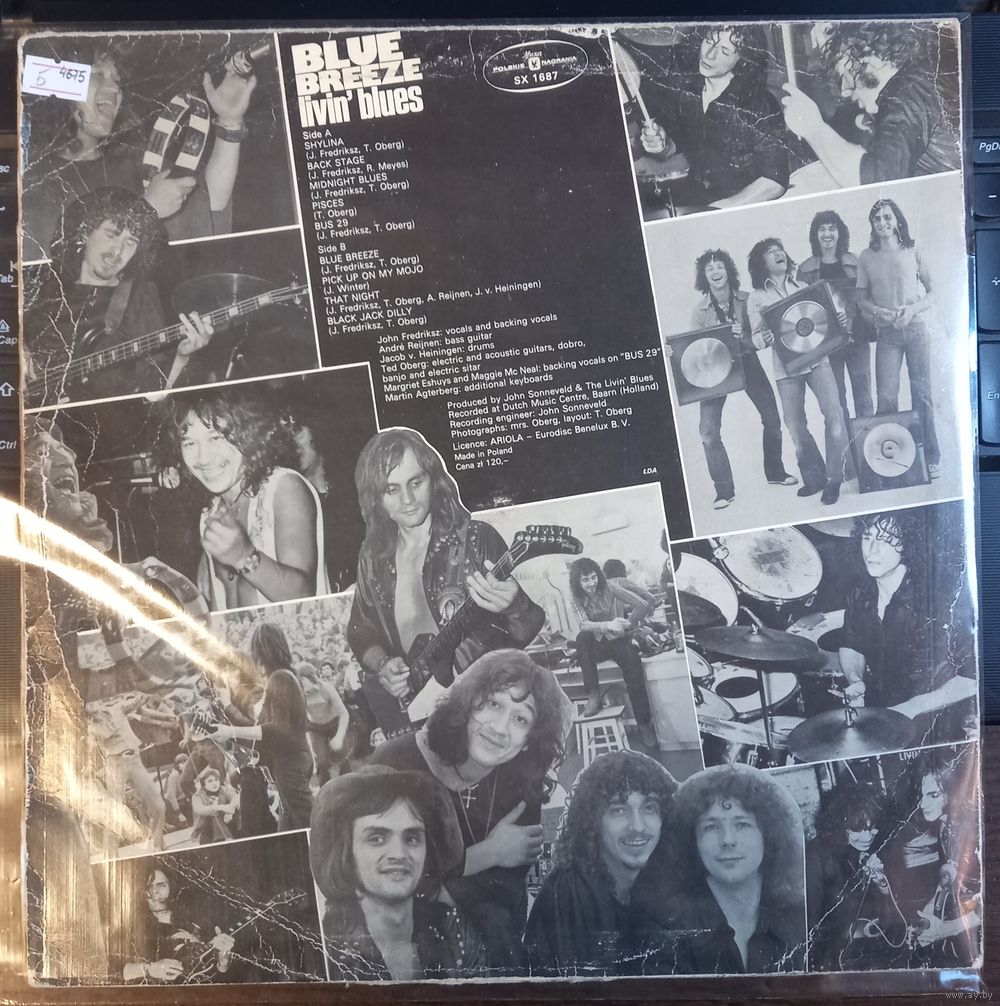 5 4675
BLUE
BREEZE
livin' blues
Muza
POLSKIE NAGRANIA
SX 1687
Side A
SHYLINA
(J. Fredriksz, T. Oberg)
BACK STAGE
(J. Fredriksz, R. Meyes)
MIDNIGHT BLUES
(J. Fredriksz, T. Oberg)
PISCES
(T. Oberg)
BUS 29
(J. Fredriksz, T. Oberg)
Side B
BLUE BREEZE
(J. Fredriksz, T. Oberg)
PICK UP ON MY MOJO
(J. Winter)
THAT NIGHT
(J. Fredriksz, T. Oberg, A. Reijnen, J. v. Heiningen)
BLACK JACK DILLY
(J. Fredriksz, T. Oberg)
John Fredriksz: vocals and backing vocals
André Reijnen: bass guitar
Jacob v. Heiningen: drums
Ted Oberg: electric and acoustic guitars, dobro,
banjo and electric sitar
Margriet Eshuys and Maggie Mc Neal: backing vocals on "BUS 29"
Martin Agterberg: additional keyboards
Produced by John Sonneveld & The Livin' Blues
Recorded at Dutch Music Centre, Baarn (Holland)
Recording engineer: John Sonneveld
Photographs: mrs. Oberg, layout: T. Oberg
Licence: ARIOLA – Eurodisc Benelux B. V.
Made in Poland
Cena zł 120,–
LDA
LIVIN'
Ctrl
www.ay.by